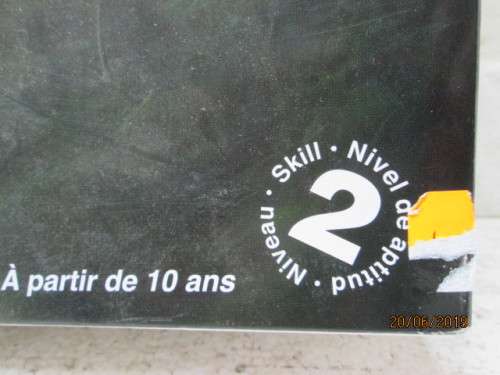 Skill • Nivel de aptitud • Niveau •
2
À partir de 10 ans
20/06/2019